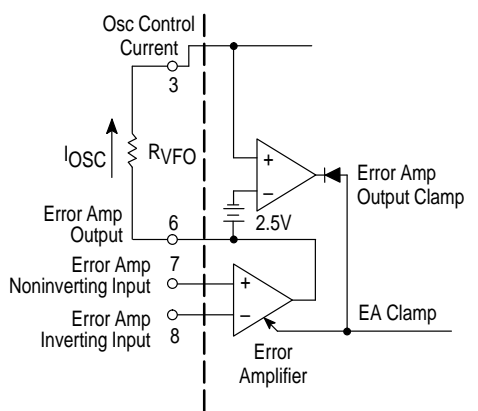 Osc Control
Current
3
IOSC
RVFO
+
–
Error Amp
Output Clamp
2.5V
Error Amp
Output
6
Error Amp
Noninverting Input
7
+
–
Error Amp
Inverting Input
8
EA Clamp
Error
Amplifier